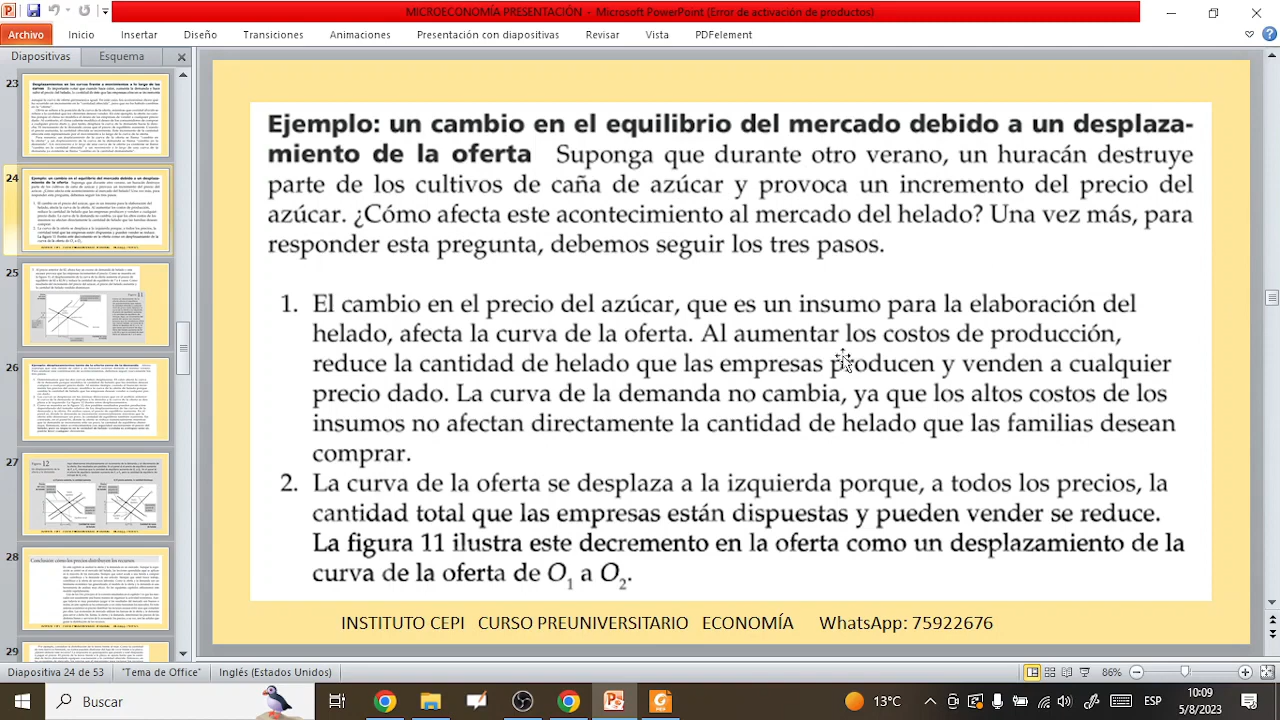 MICROECONOMÍA PRESENTACIÓN - Microsoft PowerPoint (Error de activación de productos)
Archivo Inicio Insertar Diseño Transiciones Animaciones Presentación con diapositivas Revisar Vista PDFelement
Diapositivas Esquema
23
24
25
26
27
28
Ejemplo: un cambio en el equilibrio del mercado debido a un desplaza-
miento de la oferta Suponga que durante otro verano, un huracán destruye
parte de los cultivos de caña de azúcar y provoca un incremento del precio del
azúcar. ¿Cómo afecta este acontecimiento al mercado del helado? Una vez más, para
responder esta pregunta, debemos seguir los tres pasos.
1. El cambio en el precio del azúcar, que es un insumo para la elaboración del
helado, afecta la curva de la oferta. Al aumentar los costos de producción,
reduce la cantidad de helado que las empresas producen y venden a cualquier
precio dado. La curva de la demanda no cambia, ya que los altos costos de los
insumos no afectan directamente la cantidad de helado que las familias desean
comprar.
2. La curva de la oferta se desplaza a la izquierda porque, a todos los precios, la
cantidad total que las empresas están dispuestas y pueden vender se reduce.
La figura 11 ilustra este decremento en la oferta como un desplazamiento de la
curva de la oferta de O1 a O2.
INSTITUTO CEPI CURSO PREUNIVERSITARIO ECONOMÍA WhatsApp: 75922676
Diapositiva 24 de 53 "Tema de Office" Inglés (Estados Unidos) 86%
Buscar 13°C ESP 10:09
5/8/2023